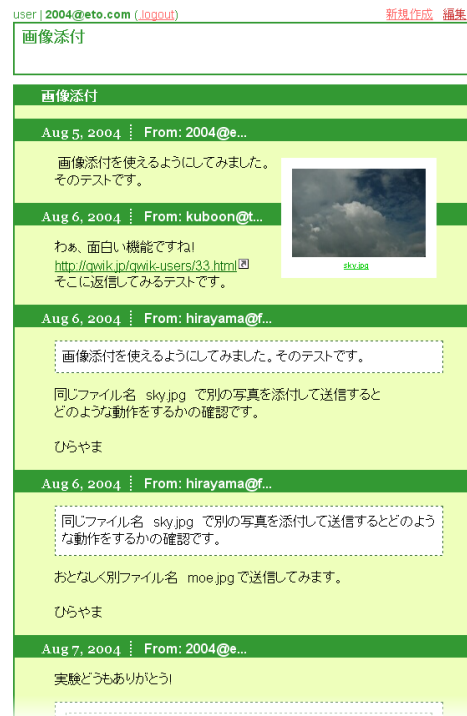 user | 2004@eto.com (logout)
新規作成 編集
画像添付
画像添付
Aug 5, 2004 From: 2004@e...
画像添付を使えるようにしてみました。
そのテストです。
sky.jpg
Aug 6, 2004 From: kuboon@t...
わぁ、面白い機能ですね!
http://qwik.jp/qwik-users/33.html
そこに返信してみるテストです。
Aug 6, 2004 From: hirayama@f...
画像添付を使えるようにしてみました。そのテストです。
同じファイル名 sky.jpg で別の写真を添付して送信すると
どのような動作をするかの確認です。
ひらやま
Aug 6, 2004 From: hirayama@f...
同じファイル名 sky.jpg で別の写真を添付して送信するとどのよう
な動作をするかの確認です。
おとなしく別ファイル名 moe.jpg で送信してみます。
ひらやま
Aug 7, 2004 From: 2004@e...
実験どうもありがとう!